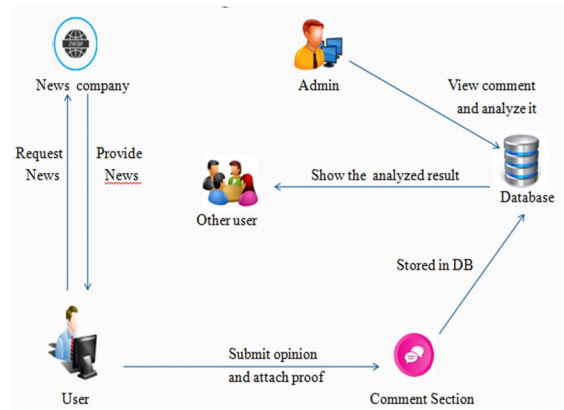 News company
Admin
View comment
and analyze it
Request
News
Provide
News
Show the analyzed result
Other user
Database
Stored in DB
Submit opinion
and attach proof
User
Comment Section